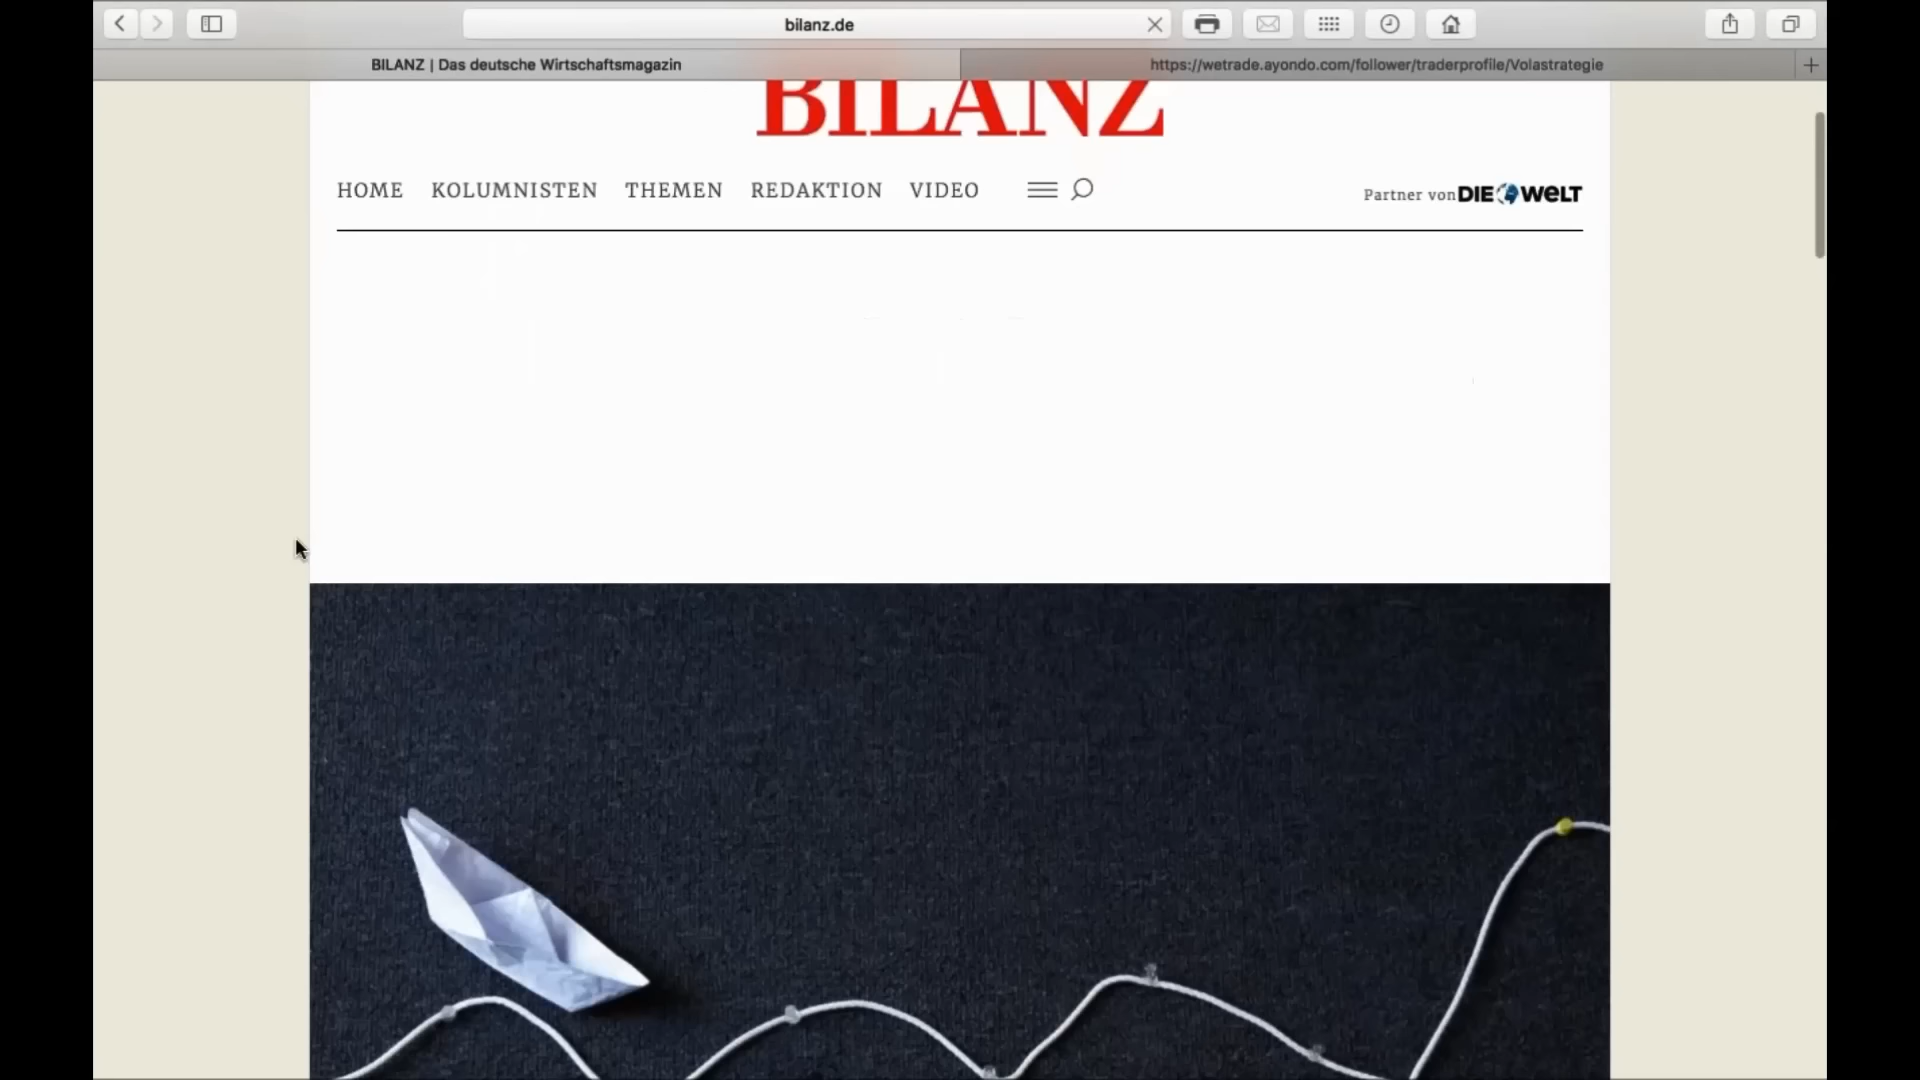 bilanz.de
BILANZ | Das deutsche Wirtschaftsmagazin
https://wetrade.ayondo.com/follower/traderprofile/Volastrategie
BILANZ
HOME KOLUMNISTEN THEMEN REDAKTION VIDEO
Partner von DIE WELT